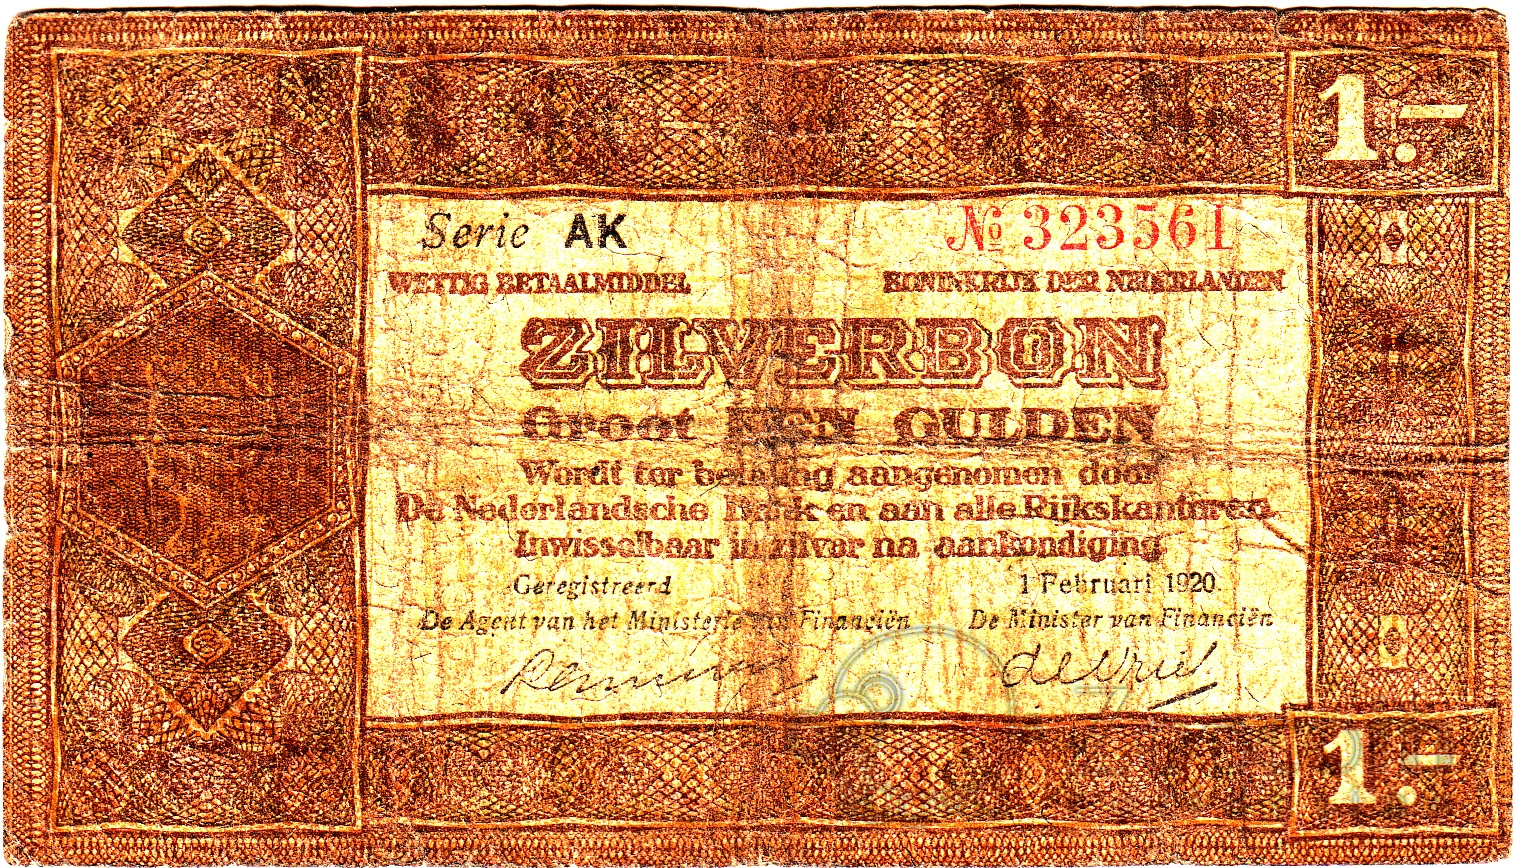 1.–
Serie AK № 323561
WETTIG BETAALMIDDEL KONINKRIJK DER NEDERLANDEN
ZILVERBON
Groot EEN GULDEN
Wordt ter betaling aangenomen door
De Nederlandsche Bank en aan alle Rijkskantoren.
Inwisselbaar in zilver na aankondiging
Geregistreerd 1 Februari 1920.
De Agent van het Ministerie van Financiën De Minister van Financiën
de Vries
1.–